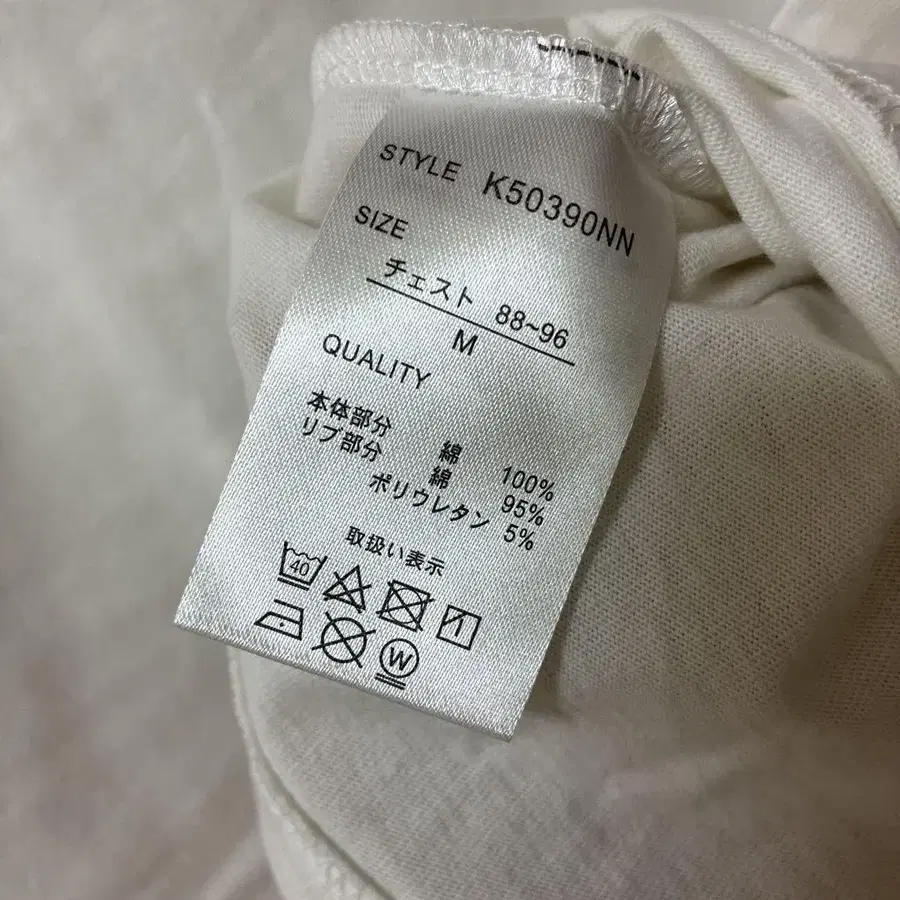 STYLE K50390NN
SIZE
チェスト 88~96
M
QUALITY
本体部分 綿 100%
リブ部分 綿 95%
ポリウレタン 5%
取扱い表示
40
W